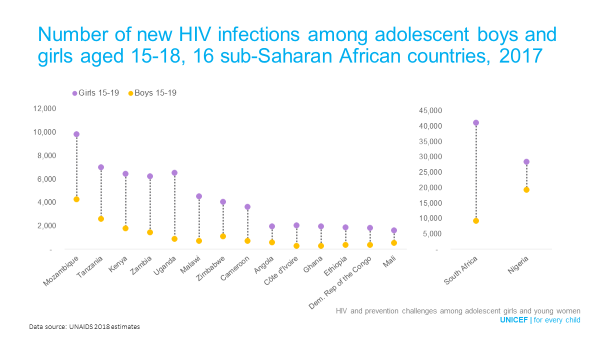 Number of new HIV infections among adolescent boys and
girls aged 15-18, 16 sub-Saharan African countries, 2017
Girls 15-19 Boys 15-19
12,000
10,000
8,000
6,000
4,000
2,000
-
Mozambique
Tanzania
Kenya
Zambia
Uganda
Malawi
Zimbabwe
Cameroon
Angola
Côte d'Ivoire
Ghana
Ethiopia
Dem. Rep of the Congo
Mali
45,000
40,000
35,000
30,000
25,000
20,000
15,000
10,000
5,000
-
South Africa
Nigeria
HIV and prevention challenges among adolescent girls and young women
UNICEF | for every child
Data source: UNAIDS 2018 estimates